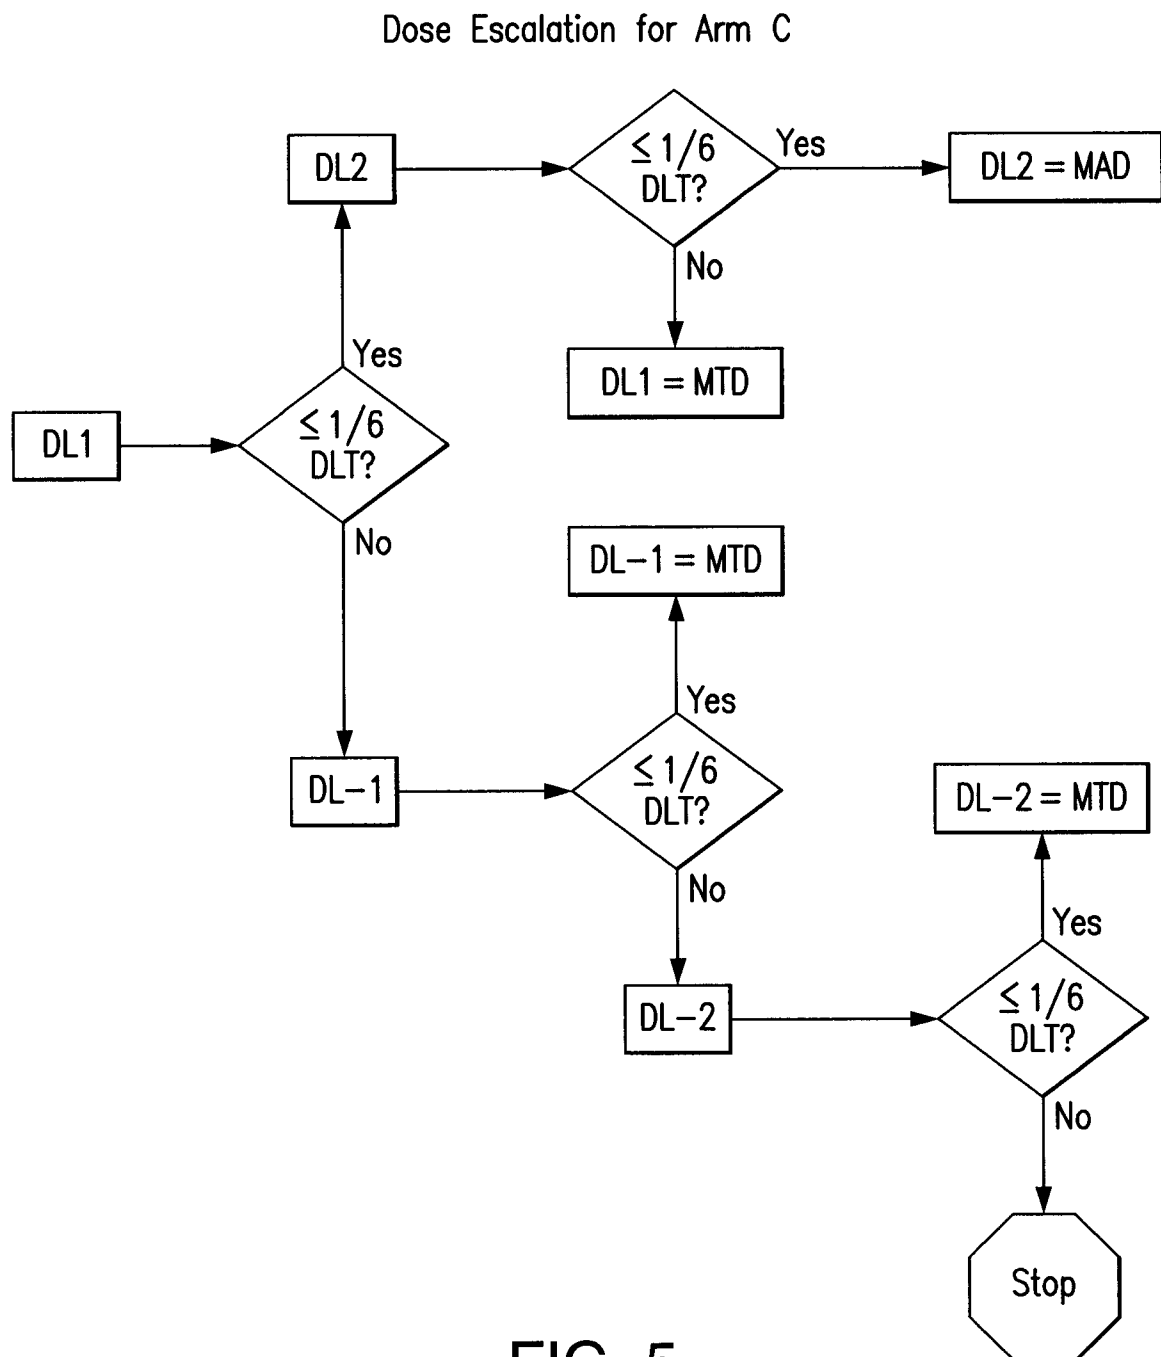 Dose Escalation for Arm C
DL2
≤ 1/6
DLT?
Yes
DL2 = MAD
No
DL1 = MTD
Yes
DL1
≤ 1/6
DLT?
No
DL−1 = MTD
Yes
DL−1
≤ 1/6
DLT?
No
DL−2 = MTD
Yes
DL−2
≤ 1/6
DLT?
No
Stop
FIG. 5